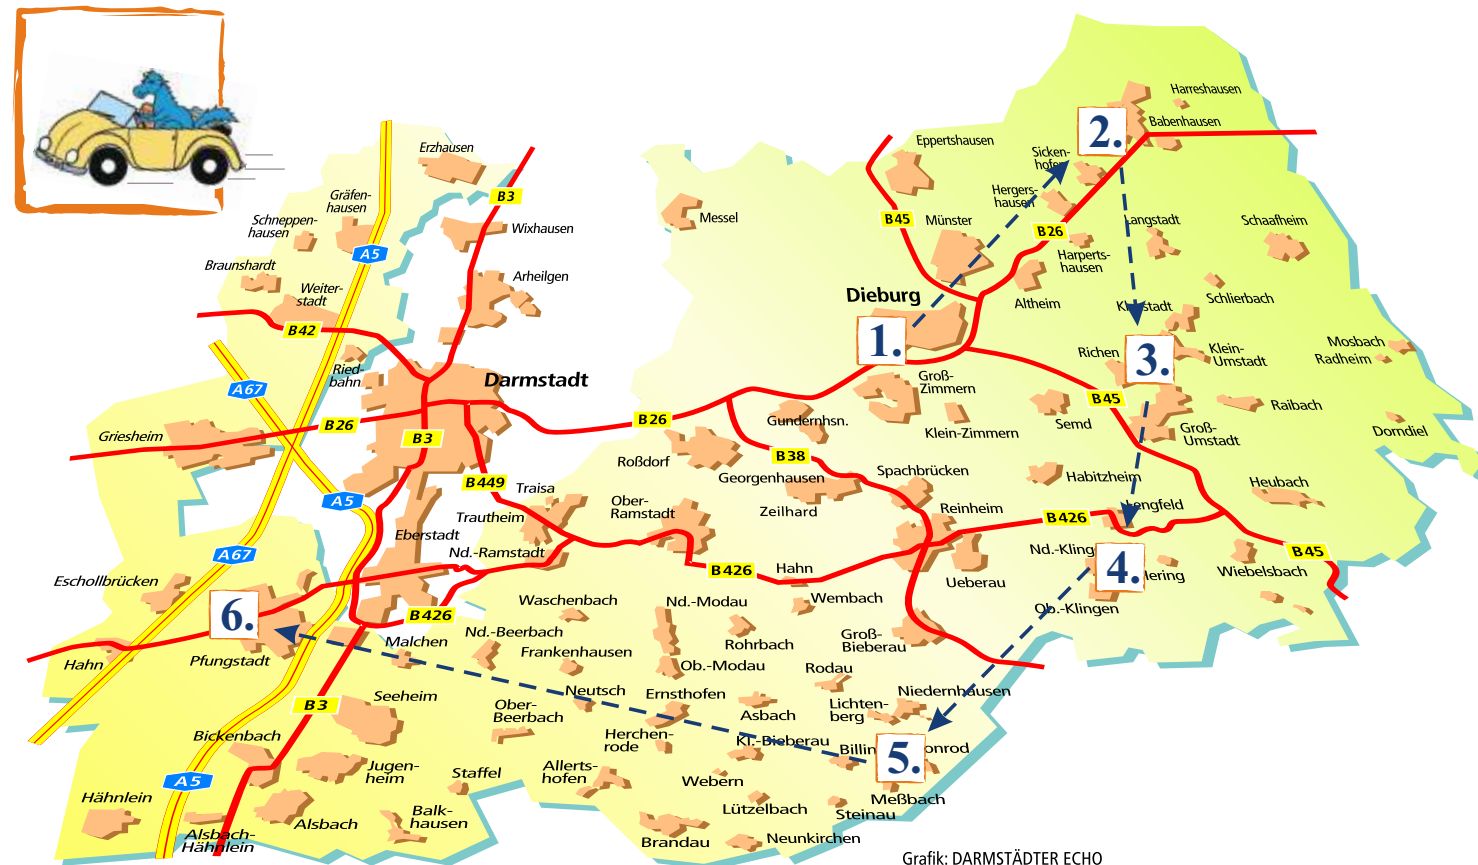 Harreshausen
Babenhausen
2.
Eppertshausen
Sicken-
hofen
Erzhausen
B3
Gräfen-
hausen
Hergers-
hausen
Messel
B45
Münster
Langstadt
Schaafheim
Schneppen-
hausen
Wixhausen
B26
A5
Harperts-
hausen
Braunshardt
Arheilgen
Weiter-
stadt
Dieburg
Altheim
Schlierbach
B42
1.
Richen
3.
Klein-
Umstadt
Mosbach
Radheim
Ried-
bahn
Darmstadt
Groß-
Zimmern
A67
B45
Raibach
B26
B26
Gundernhsn.
Klein-Zimmern
Semd
Groß-
Umstadt
Dorndiel
Griesheim
B3
Roßdorf
B38
Georgenhausen
Spachbrücken
Habitzheim
Heubach
B449
Traisa
A5
Zeilhard
Lengfeld
Ober-
Ramstadt
Reinheim
B426
Trautheim
Eberstadt
Nd.-Ramstadt
A67
Nd.-Kling
B45
Eschollbrücken
B426
Hahn
Ueberau
4.
ering
Wiebelsbach
Waschenbach
Nd.-Modau
Wembach
Ob.-Klingen
6.
B426
Nd.-Beerbach
Malchen
Rohrbach
Groß-
Bieberau
Hahn
Pfungstadt
Frankenhausen
Ob.-Modau
Rodau
Seeheim
Neutsch
Ernsthofen
Niedernhausen
B3
Ober-
Beerbach
Asbach
Lichten-
berg
Bickenbach
Herchen-
rode
Kl.-Bieberau
Billin
5.
onrod
Jugen-
heim
Staffel
Allerts-
hofen
Webern
A5
Meßbach
Hähnlein
Lützelbach
Steinau
Alsbach
Balk-
hausen
Alsbach-
Hähnlein
Brandau
Neunkirchen
Grafik: DARMSTÄDTER ECHO